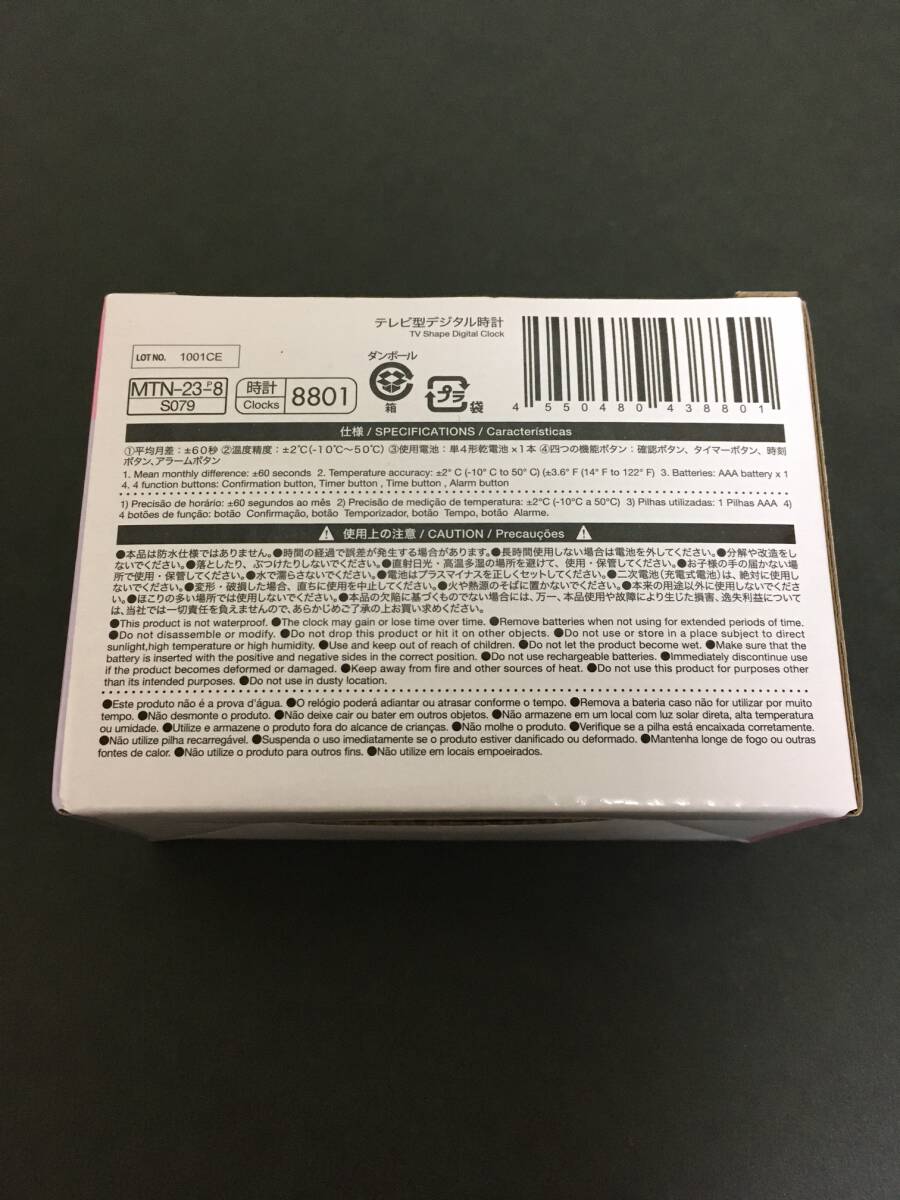 テレビ型デジタル時計
TV Shape Digital Clock
LOT NO. 1001CE
ダンボール
箱
プラ
袋
MTN-23-P8
S079
時計
Clocks
8801
4 550480 438801
仕様 / SPECIFICATIONS / Características
①平均月差：±60秒 ②温度精度：±2℃(-10℃～50℃) ③使用電池：単4形乾電池×1本 ④四つの機能ボタン：確認ボタン、タイマーボタン、時刻
ボタン、アラームボタン
1. Mean monthly difference: ±60 seconds 2. Temperature accuracy: ±2° C (-10° C to 50° C) (±3.6° F (14° F to 122° F) 3. Batteries: AAA battery x 1
4. 4 function buttons: Confirmation button, Timer button , Time button , Alarm button
1) Precisão de horário: ±60 segundos ao mês 2) Precisão de medição de temperatura: ±2°C (-10°C a 50°C) 3) Pilhas utilizadas: 1 Pilhas AAA 4)
4 botões de função: botão Confirmação, botão Temporizador, botão Tempo, botão Alarme.
使用上の注意 / CAUTION / Precauções
●本品は防水仕様ではありません。●時間の経過で誤差が発生する場合があります。●長時間使用しない場合は電池を外してください。●分解や改造をし
ないでください。●落としたり、ぶつけたりしないでください。●直射日光・高温多湿の場所を避けて、使用・保管してください。●お子様の手の届かない場
所で使用・保管してください。●水で濡らさないでください。●電池はプラスマイナスを正しくセットしてください。●二次電池(充電式電池)は、絶対に使用し
ないでください。●変形・破損した場合、直ちに使用を中止してください。●火や熱源のそばに置かないでください。●本来の用途以外に使用しないでくださ
い。●ほこりの多い場所では使用しないでください。●本品の欠陥に基づくものでない場合には、万一、本品使用や故障により生じた損害、逸失利益について
は、当社では一切責任を負えませんので、あらかじめご了承の上お買い求めください。
●This product is not waterproof. ●The clock may gain or lose time over time. ●Remove batteries when not using for extended periods of time.
●Do not disassemble or modify. ●Do not drop this product or hit it on other objects. ●Do not use or store in a place subject to direct
sunlight,high temperature or high humidity. ●Use and keep out of reach of children. ●Do not let the product become wet. ●Make sure that the
battery is inserted with the positive and negative sides in the correct position. ●Do not use rechargeable batteries. ●Immediately discontinue use
if the product becomes deformed or damaged. ●Keep away from fire and other sources of heat. ●Do not use this product for purposes other
than its intended purposes. ●Do not use in dusty location.
●Este produto não é a prova d'água. ●O relógio poderá adiantar ou atrasar conforme o tempo. ●Remova a bateria caso não for utilizar por muito
tempo. ●Não desmonte o produto. ●Não deixe cair ou bater em outros objetos. ●Não armazene em um local com luz solar direta, alta temperatura
ou umidade. ●Utilize e armazene o produto fora do alcance de crianças. ●Não molhe o produto. ●Verifique se a pilha está encaixada corretamente.
●Não utilize pilha recarregável. ●Suspenda o uso imediatamente se o produto estiver danificado ou deformado. ●Mantenha longe de fogo ou outras
fontes de calor. ●Não utilize o produto para outros fins. ●Não utilize em locais empoeirados.